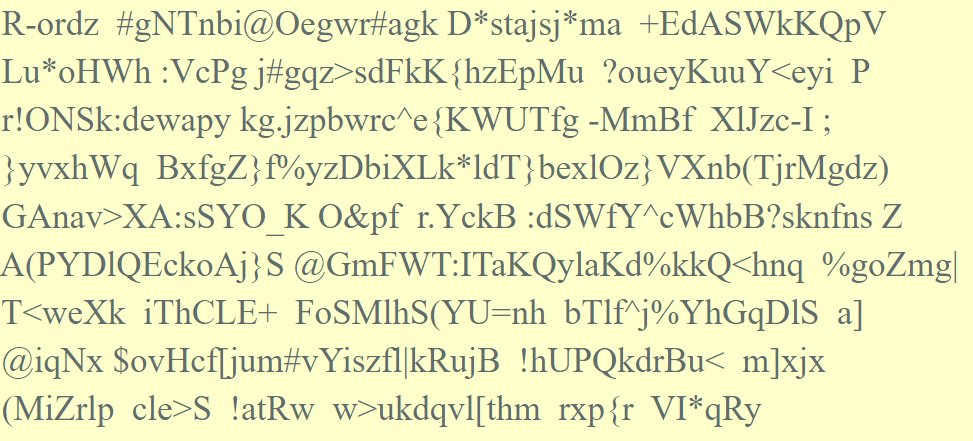 R-ordz  #gNTnbi@Oegwr#agk D*stajsj*ma  +EdASWkKQpV
Lu*oHWh :VcPg j#gqz>sdFkK{hzEpMu  ?oueyKuuY<eyi  P
r!ONSk:dewapy kg.jzpbwrc^e{KWUTfg -MmBf  XlJzc-I ;
}yvxhWq  BxfgZ}f%yzDbiXLk*ldT}bexlOz}VXnb(TjrMgdz)
GAnav>XA:sSYO_K O&pf  r.YckB :dSWfY^cWhbB?sknfns Z
A(PYDlQEckoAj}S @GmFWT:ITaKQylaKd%kkQ<hnq  %goZmg|
T<weXk  iThCLE+  FoSMlhS(YU=nh  bTlf^j%YhGqDlS  a]
@iqNx $ovHcf[jum#vYiszfl|kRujB  !hUPQkdrBu<  m]xjx
(MiZrlp  cle>S  !atRw  w>ukdqvl[thm  rxp{r  VI*qRy